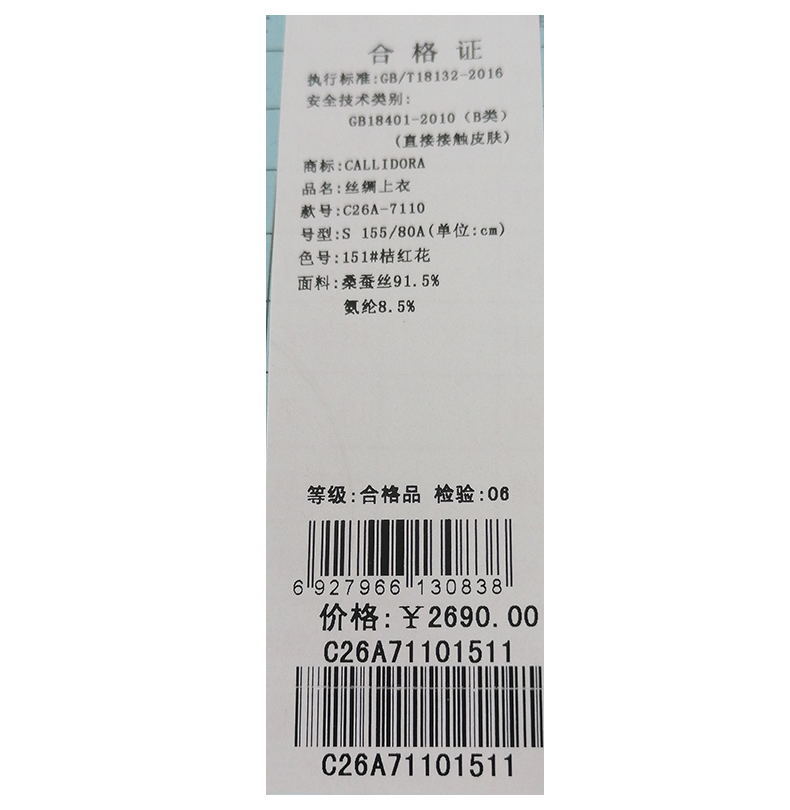 合格证
执行标准:GB/T18132-2016
安全技术类别:
GB18401-2010（B类）
(直接接触皮肤)
商标:CALLIDORA
品名:丝绸上衣
款号:C26A-7110
号型:S 155/80A(单位:cm)
色号:151#桔红花
面料:桑蚕丝91.5%
氨纶8.5%
等级:合格品 检验:06
6 927966 130838
价格:￥2690.00
C26A71101511
C26A71101511